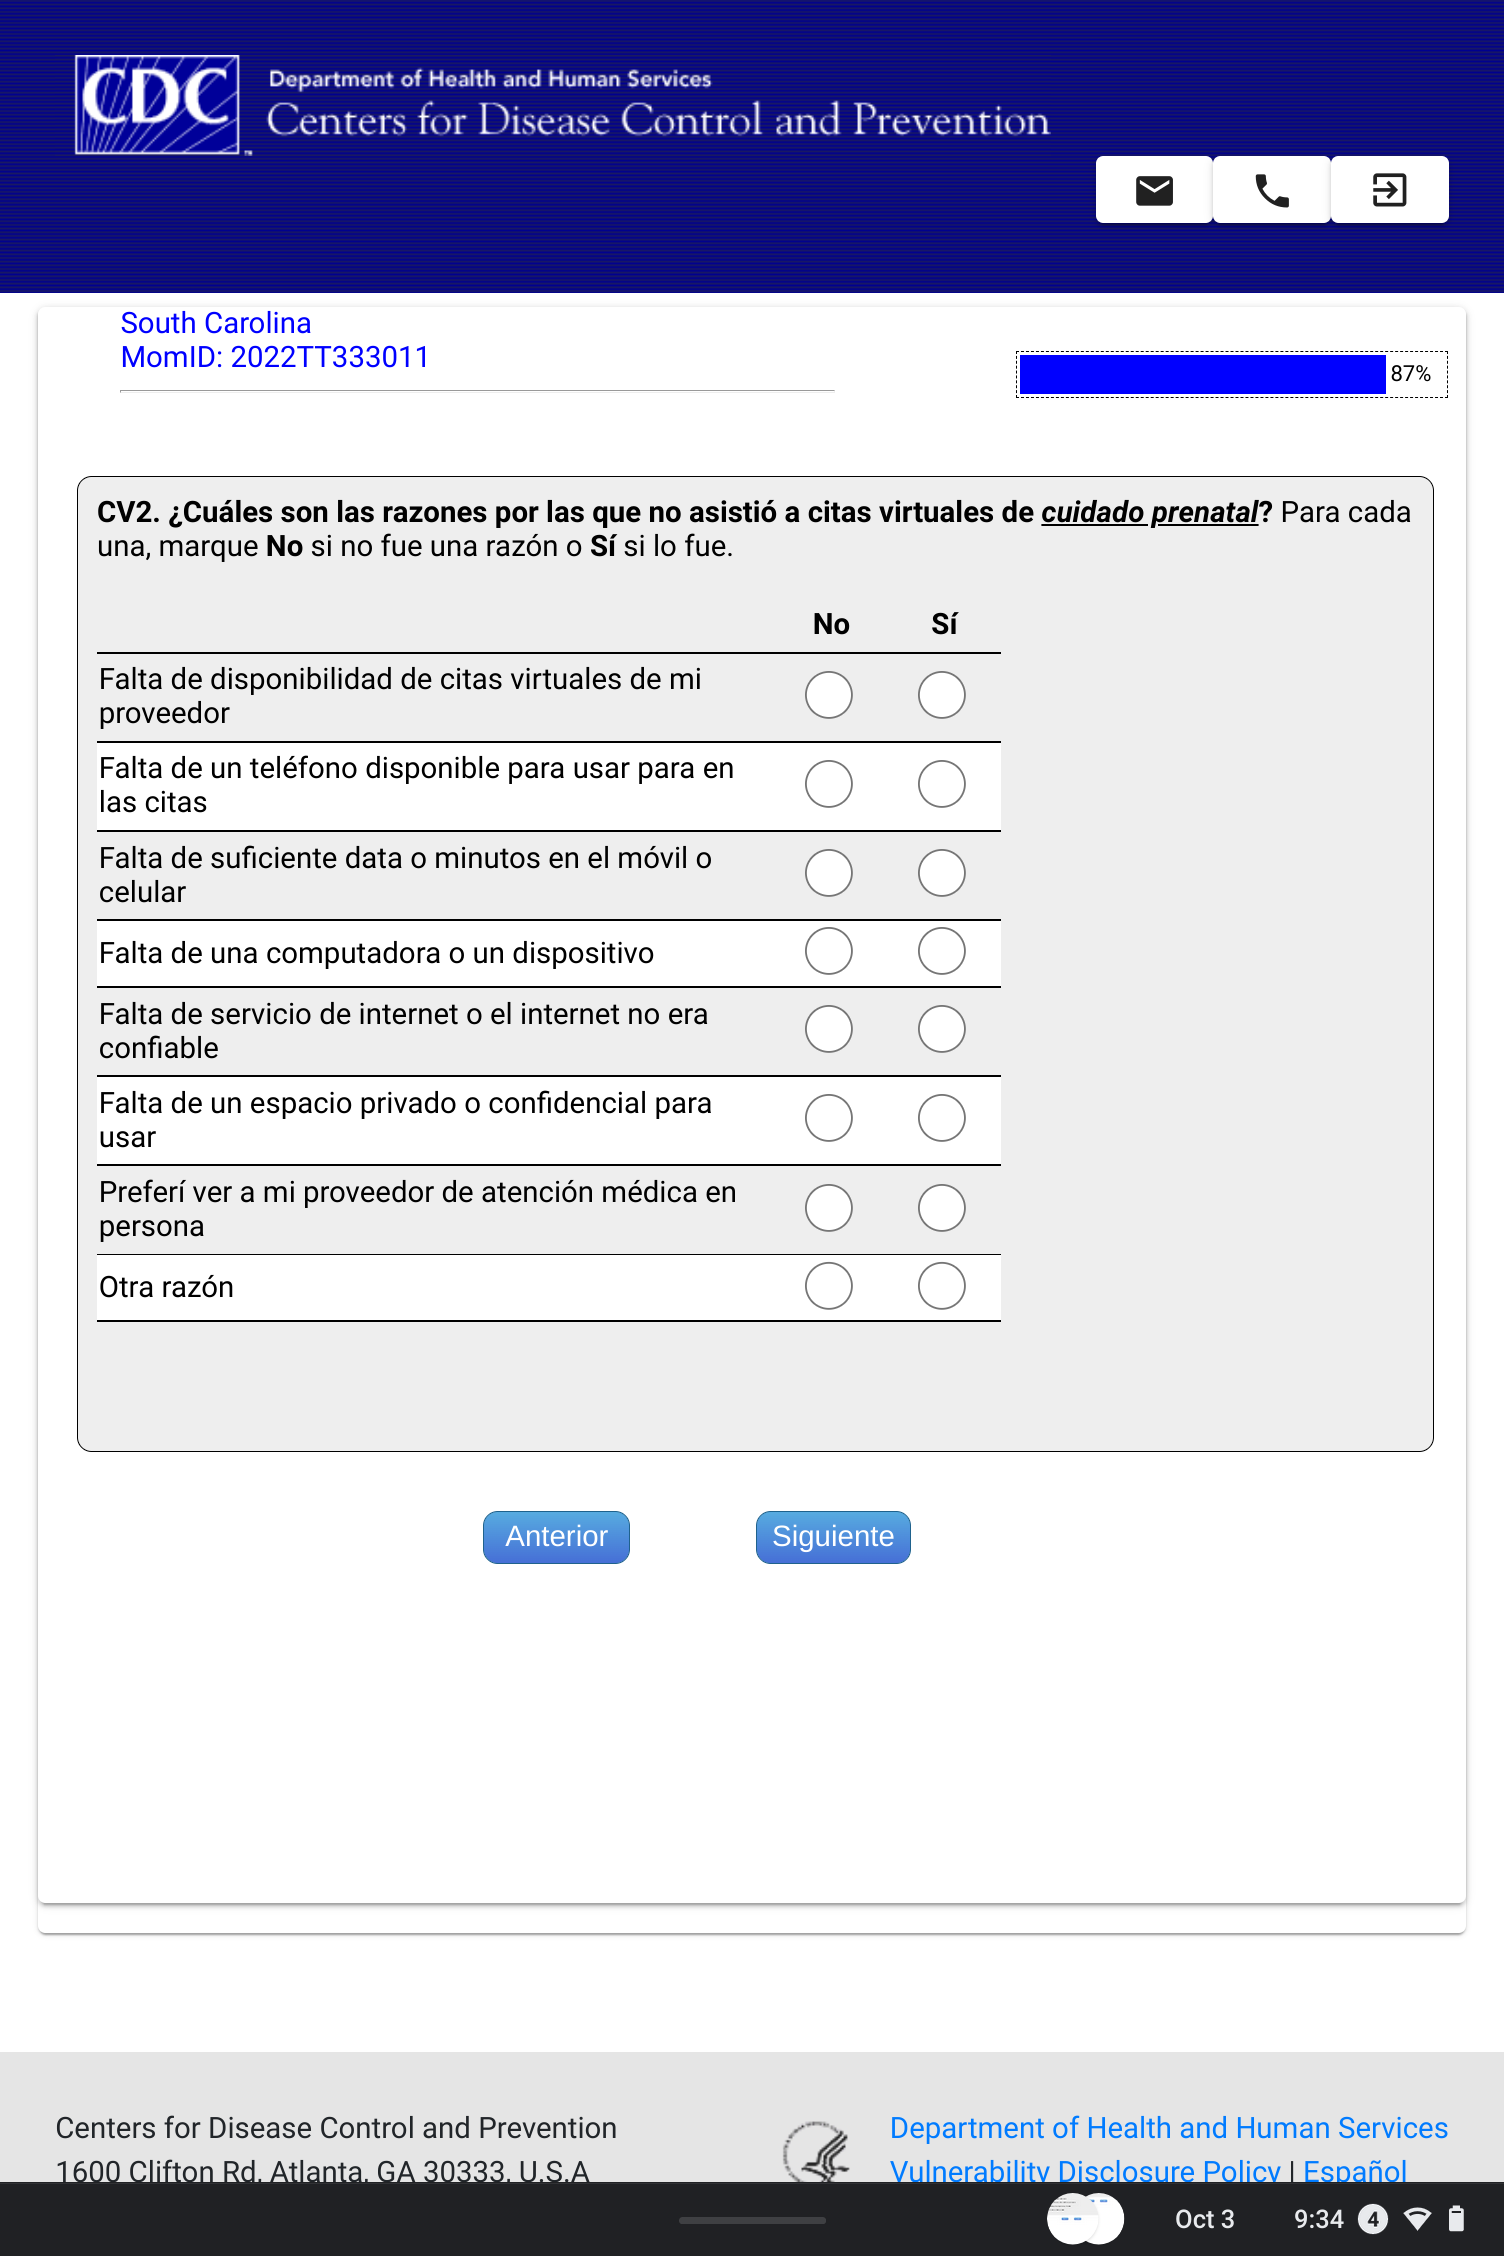 CDC
Department of Health and Human Services
Centers for Disease Control and Prevention
South Carolina
MomID: 2022TT333011
87%
CV2. ¿Cuáles son las razones por las que no asistió a citas virtuales de cuidado prenatal? Para cada
una, marque No si no fue una razón o Sí si lo fue.
No Sí
Falta de disponibilidad de citas virtuales de mi
proveedor
Falta de un teléfono disponible para usar para en
las citas
Falta de suficiente data o minutos en el móvil o
celular
Falta de una computadora o un dispositivo
Falta de servicio de internet o el internet no era
confiable
Falta de un espacio privado o confidencial para
usar
Preferí ver a mi proveedor de atención médica en
persona
Otra razón
Anterior Siguiente
Centers for Disease Control and Prevention
1600 Clifton Rd, Atlanta, GA 30333, U.S.A
Department of Health and Human Services
Vulnerability Disclosure Policy | Español
Oct 3 9:34 4